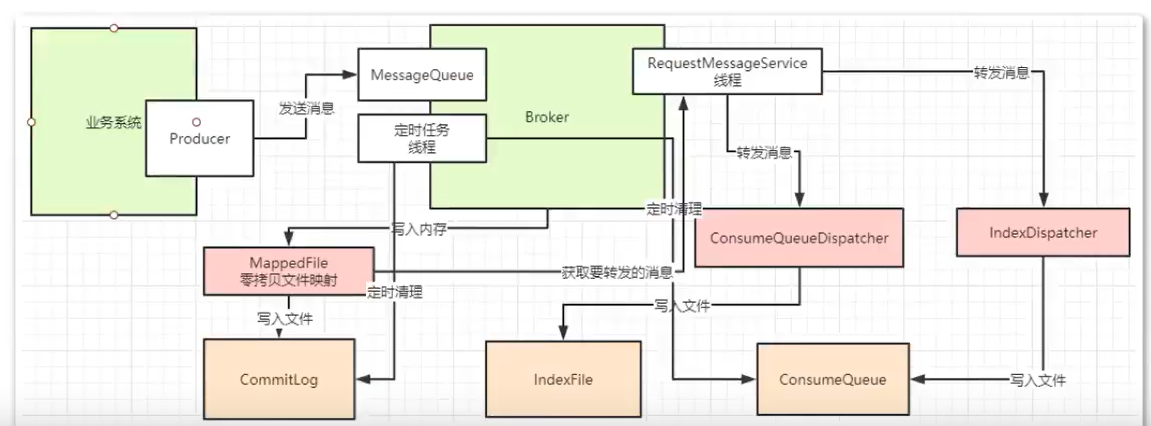 业务系统
Producer
发送消息
MessageQueue
定时任务
线程
Broker
RequestMessageService
线程
转发消息
转发消息
定时清理
写入内存
ConsumeQueueDispatcher
IndexDispatcher
MappedFile
零拷贝文件映射
获取要转发的消息
定时清理
写入文件
写入文件
CommitLog
IndexFile
ConsumeQueue
写入文件